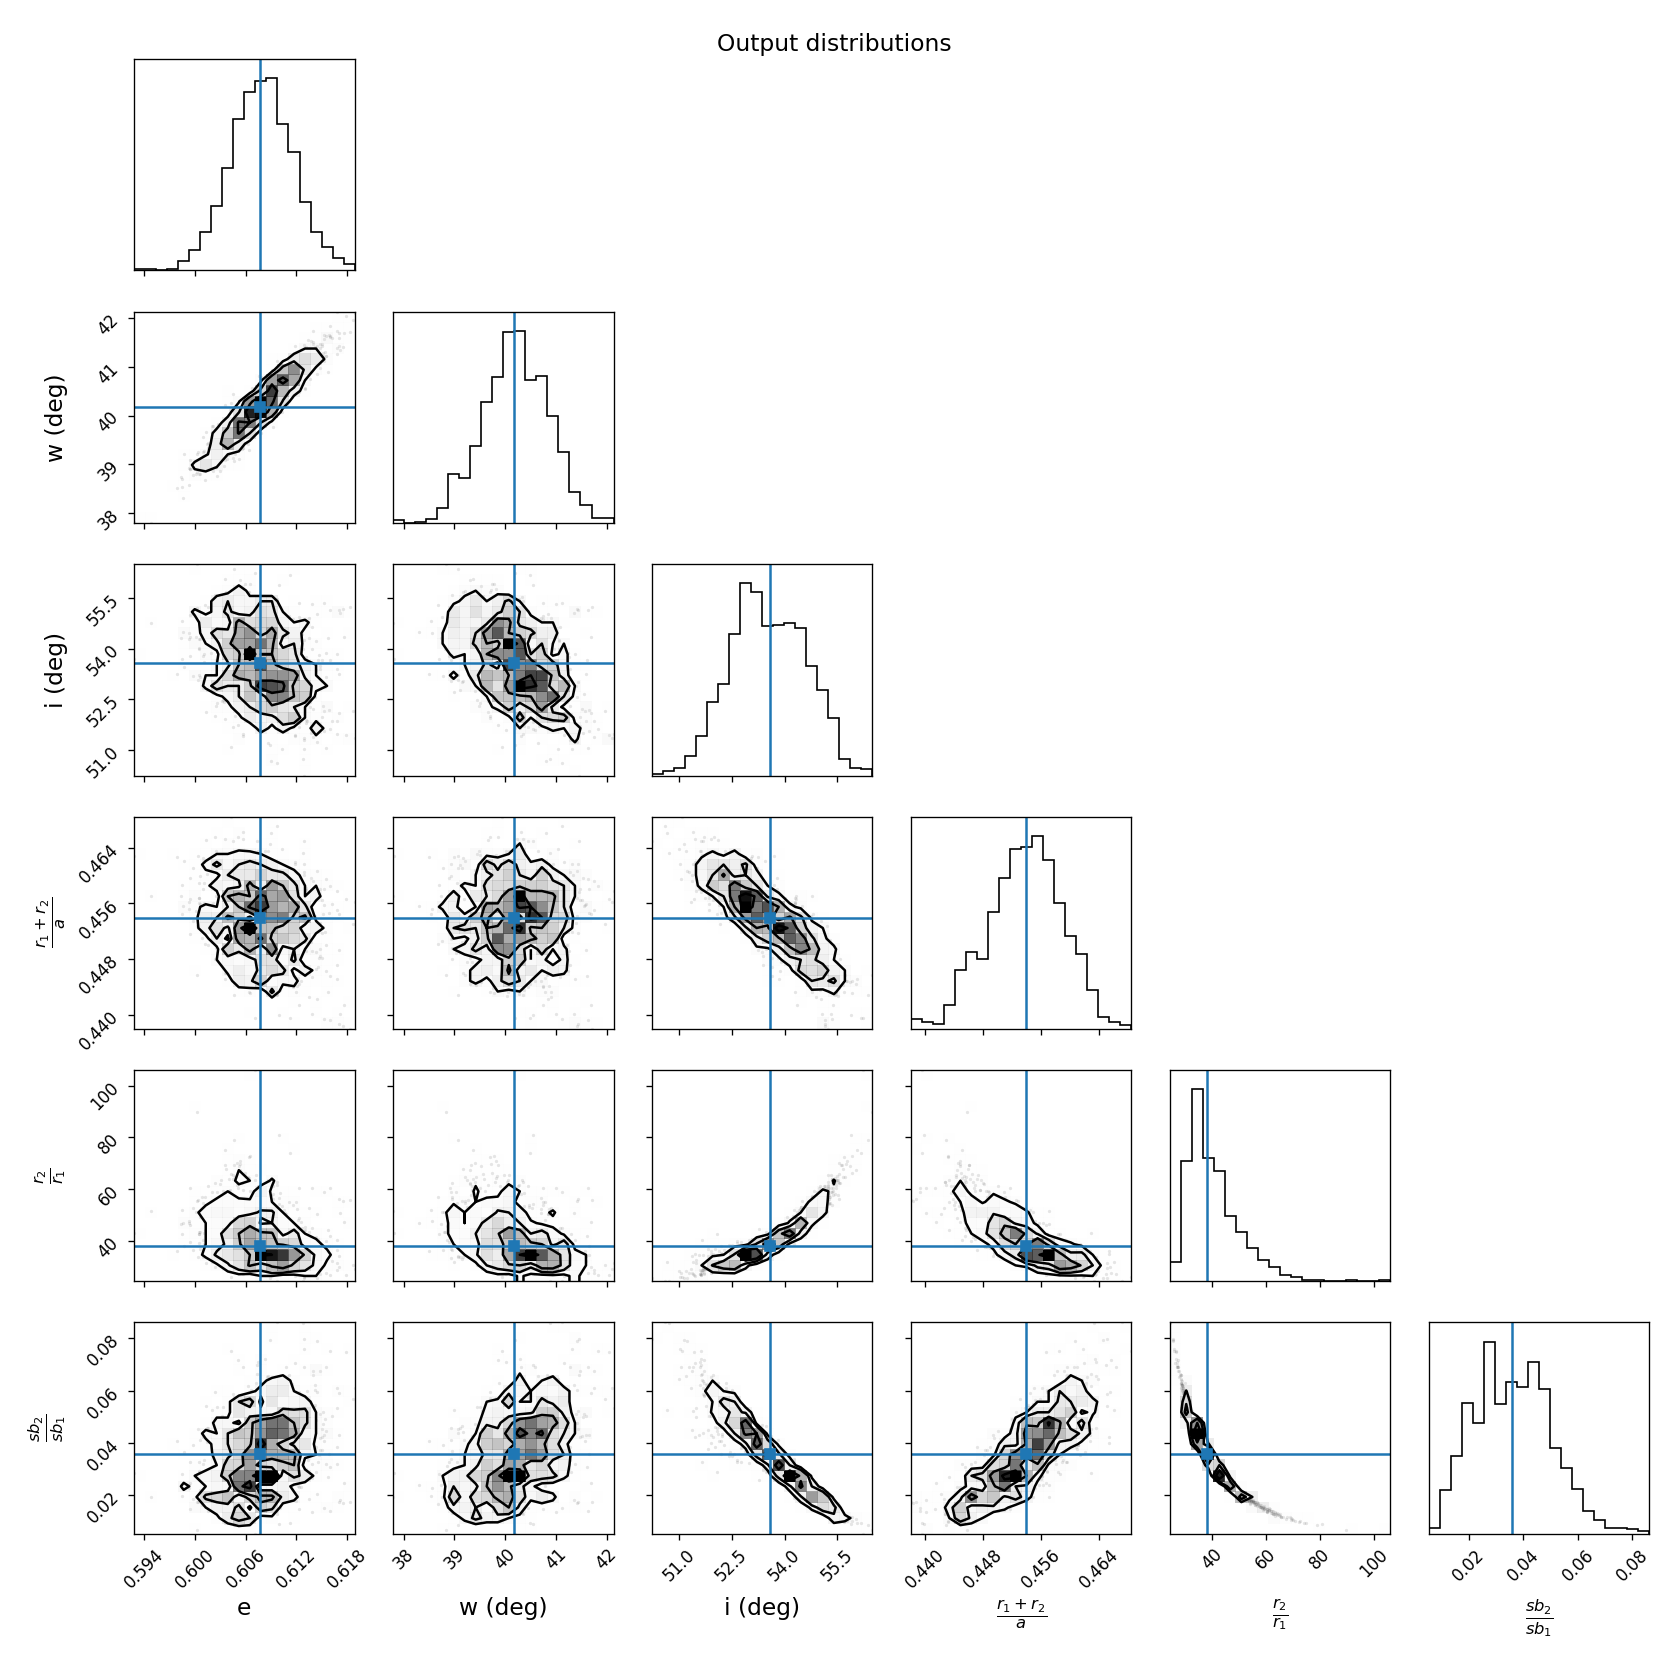 Output distributions
w (deg)
42
41
40
39
38
i (deg)
55.5
54.0
52.5
51.0
r₁ + r₂
a
0.464
0.456
0.448
0.440
r₂
r₁
100
80
60
40
sb₂
sb₁
0.08
0.06
0.04
0.02
0.594 0.600 0.606 0.612 0.618 38 39 40 41 42 51.0 52.5 54.0 55.5 0.440 0.448 0.456 0.464 40 60 80 100 0.02 0.04 0.06 0.08
e w (deg) i (deg) r₁ + r₂ r₂ sb₂
a r₁ sb₁